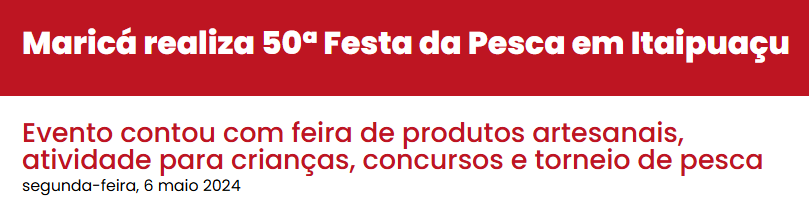 Maricá realiza 50ª Festa da Pesca em Itaipuaçu
Evento contou com feira de produtos artesanais,
atividade para crianças, concursos e torneio de pesca
segunda-feira, 6 maio 2024